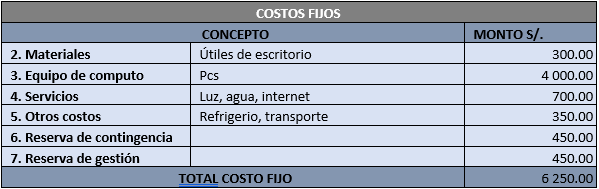 COSTOS FIJOS
CONCEPTO MONTO S/.
2. Materiales Útiles de escritorio 300.00
3. Equipo de computo Pcs 4 000.00
4. Servicios Luz, agua, internet 700.00
5. Otros costos Refrigerio, transporte 350.00
6. Reserva de contingencia 450.00
7. Reserva de gestión 450.00
TOTAL COSTO FIJO 6 250.00